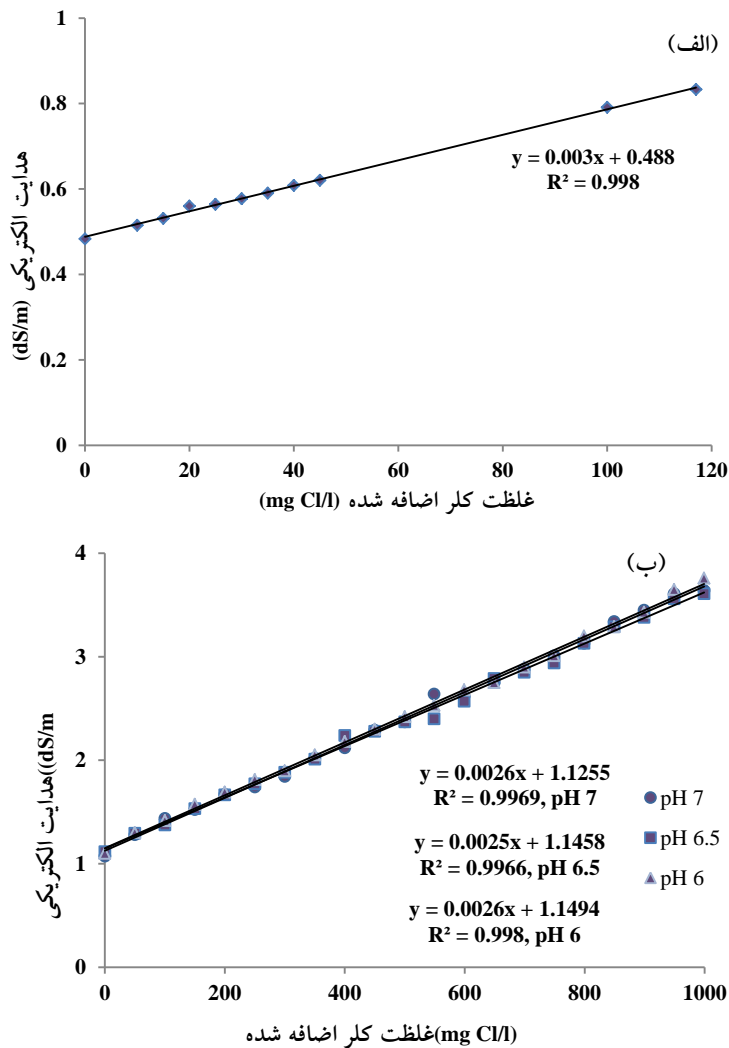 1
(الف)
0.8
y = 0.003x + 0.488
R² = 0.998
0.6
0.4
0.2
0
هدایت الکتریکی (dS/m)
0 20 40 60 80 100 120
غلظت کلر اضافه شده (mg Cl/l)
4
(ب)
3
2
y = 0.0026x + 1.1255
R² = 0.9969, pH 7
y = 0.0025x + 1.1458
R² = 0.9966, pH 6.5
y = 0.0026x + 1.1494
R² = 0.998, pH 6
pH 7
pH 6.5
pH 6
1
0
هدایت الکتریکی((dS/m
0 200 400 600 800 1000
غلظت کلر اضافه شده(mg Cl/l)